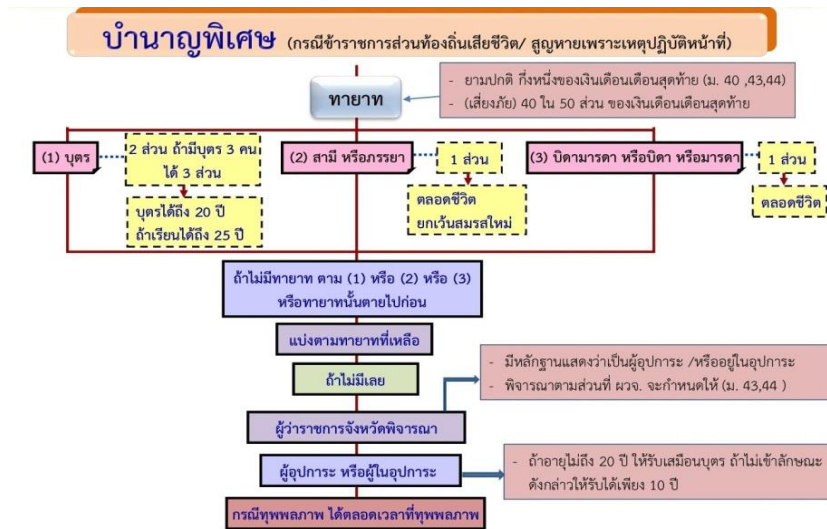 บำนาญพิเศษ (กรณีข้าราชการส่วนท้องถิ่นเสียชีวิต/ สูญหายเพราะเหตุปฏิบัติหน้าที่)
ทายาท
- ยามปกติ กึ่งหนึ่งของเงินเดือนเดือนสุดท้าย (ม. 40 ,43,44)
- (เสี่ยงภัย) 40 ใน 50 ส่วน ของเงินเดือนเดือนสุดท้าย
(1) บุตร
2 ส่วน ถ้ามีบุตร 3 คน
ได้ 3 ส่วน
บุตรได้ถึง 20 ปี
ถ้าเรียนได้ถึง 25 ปี
(2) สามี หรือภรรยา
1 ส่วน
ตลอดชีวิต
ยกเว้นสมรสใหม่
(3) บิดามารดา หรือบิดา หรือมารดา
1 ส่วน
ตลอดชีวิต
ถ้าไม่มีทายาท ตาม (1) หรือ (2) หรือ (3)
หรือทายาทนั้นตายไปก่อน
แบ่งตามทายาทที่เหลือ
ถ้าไม่มีเลย
ผู้ว่าราชการจังหวัดพิจารณา
- มีหลักฐานแสดงว่าเป็นผู้อุปการะ /หรืออยู่ในอุปการะ
- พิจารณาตามส่วนที่ ผวจ. จะกำหนดให้ (ม. 43,44 )
ผู้อุปการะ หรือผู้ในอุปการะ
- ถ้าอายุไม่ถึง 20 ปี ให้รับเสมือนบุตร ถ้าไม่เข้าลักษณะ
ดังกล่าวให้รับได้เพียง 10 ปี
กรณีทุพพลภาพ ได้ตลอดเวลาที่ทุพพลภาพ